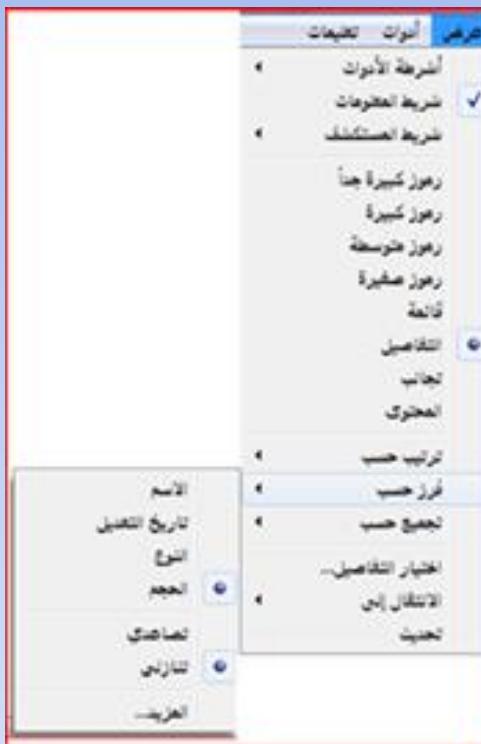 عرض أدوات تعليمات
أشرطة الأدوات
شريط المعلومات
شريط المستكشف
رموز كبيرة جداً
رموز كبيرة
رموز متوسطة
رموز صغيرة
قائمة
التفاصيل
تجانب
المحتوى
ترتيب حسب
فرز حسب
تجميع حسب
اختيار التفاصيل...
الانتقال إلى
تحديث
الاسم
تاريخ التعديل
النوع
الحجم
تصاعدي
تنازلي
المزيد...